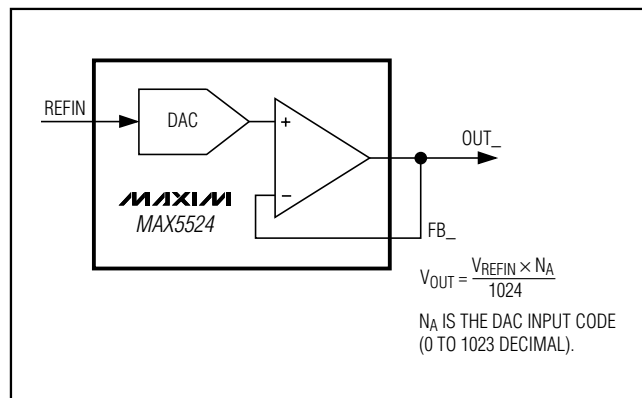 REFIN
DAC
+
−
OUT_
MAXIM
MAX5524
FB_
V_OUT = V_REFIN × N_A / 1024
N_A IS THE DAC INPUT CODE
(0 TO 1023 DECIMAL).